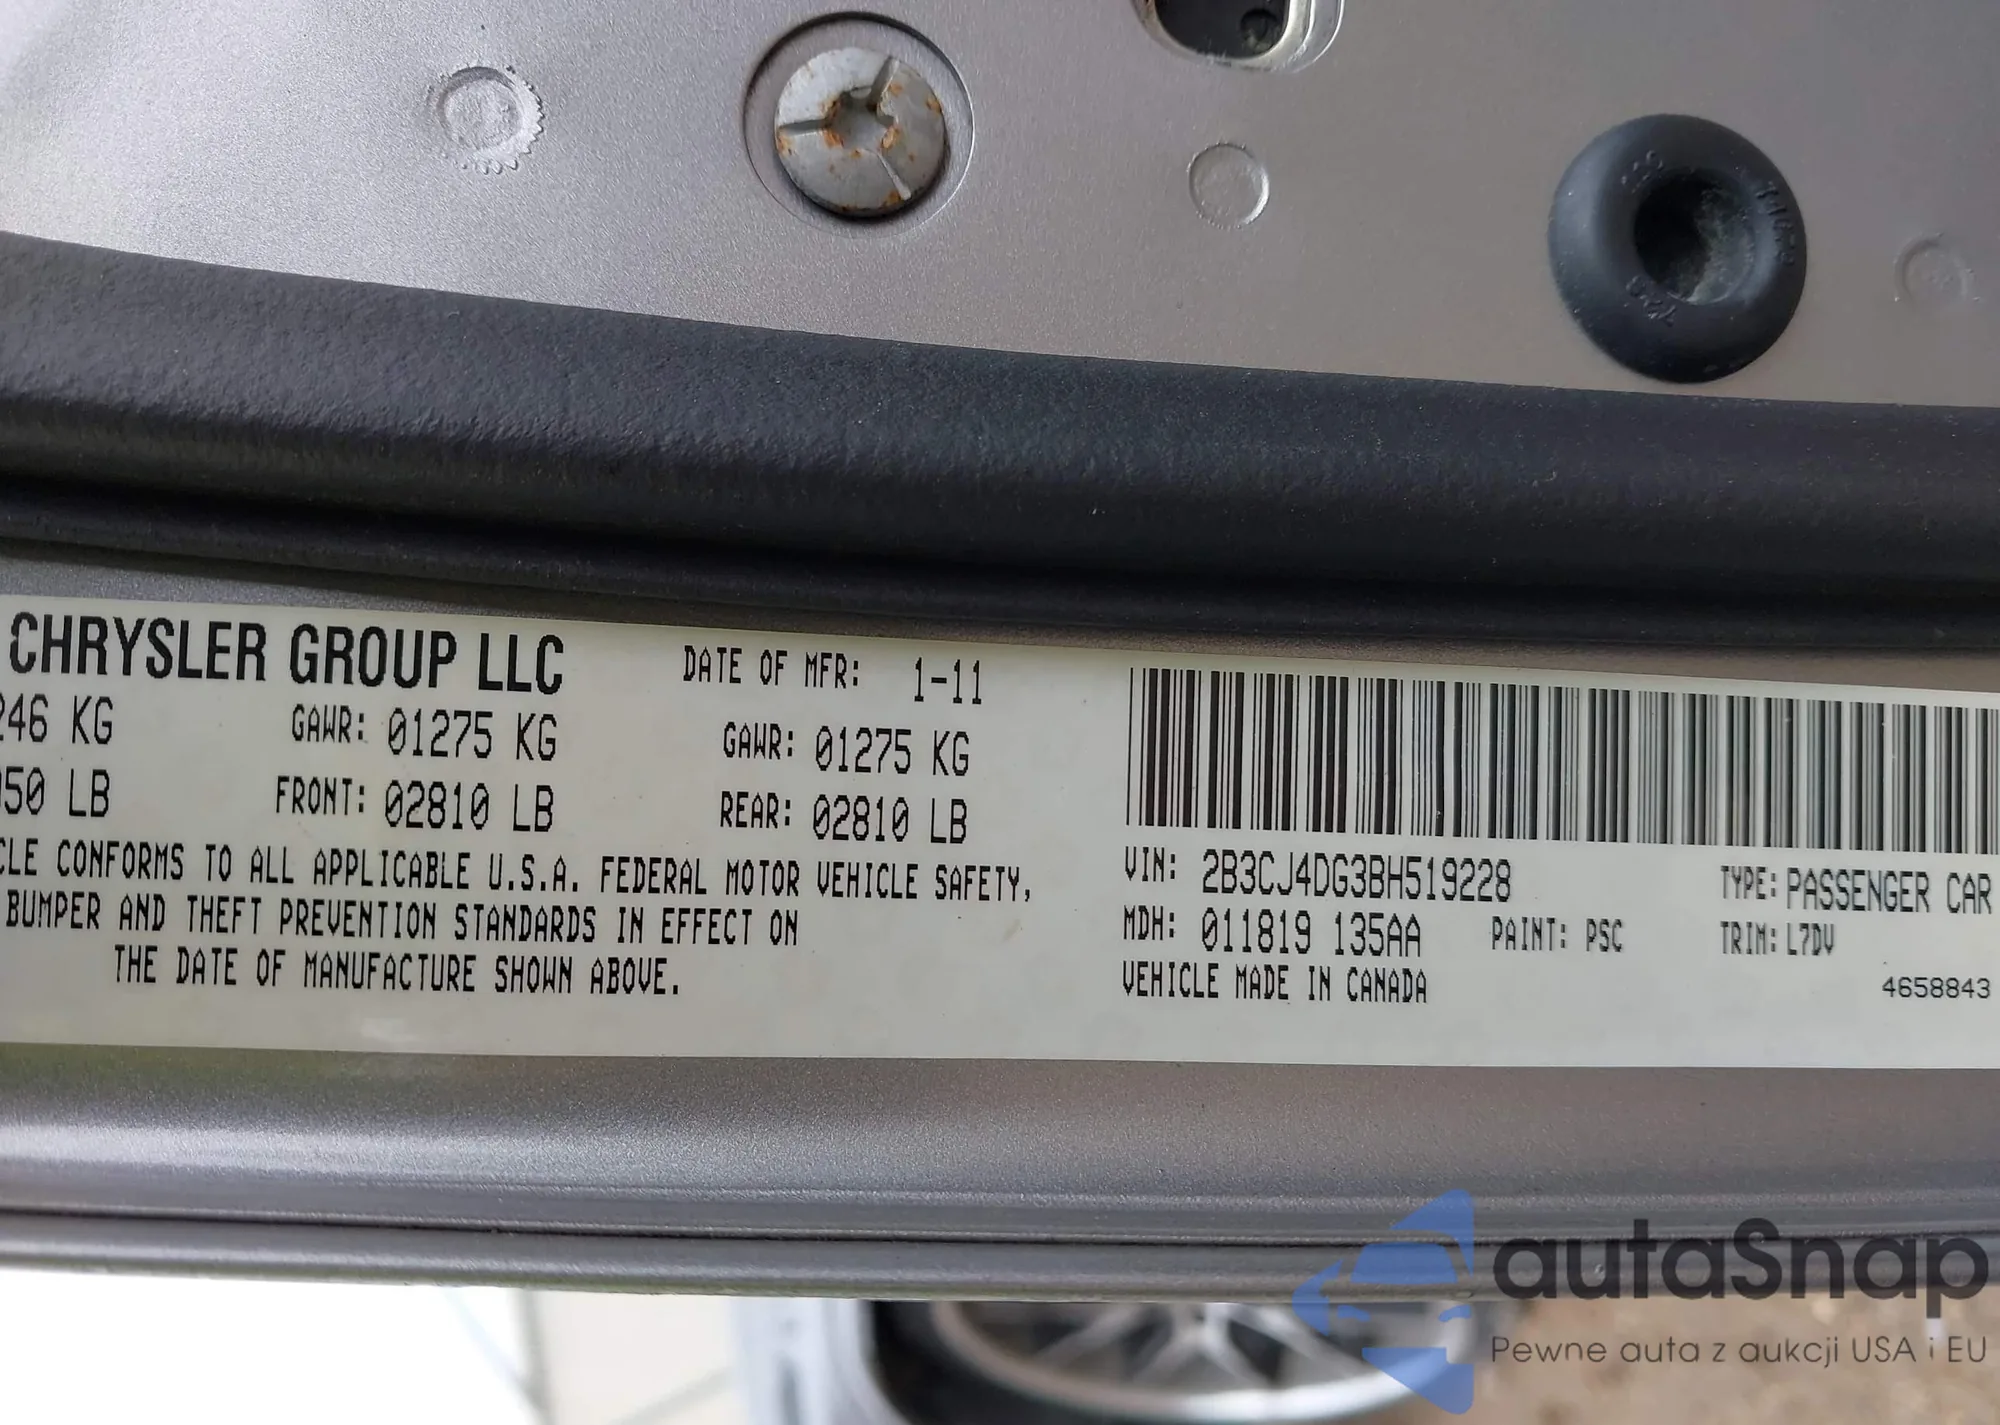 CHRYSLER GROUP LLC DATE OF MFR: 1-11
246 KG GAWR: 01275 KG GAWR: 01275 KG
050 LB FRONT: 02810 LB REAR: 02810 LB
CLE CONFORMS TO ALL APPLICABLE U.S.A. FEDERAL MOTOR VEHICLE SAFETY,
BUMPER AND THEFT PREVENTION STANDARDS IN EFFECT ON
THE DATE OF MANUFACTURE SHOWN ABOVE.
VIN: 2B3CJ4DG3BH519228 TYPE: PASSENGER CAR
MDH: 011819 135AA PAINT: PSC TRIM: L7DV
VEHICLE MADE IN CANADA 4658843
autaSnap
Pewne auta z aukcji USA i EU